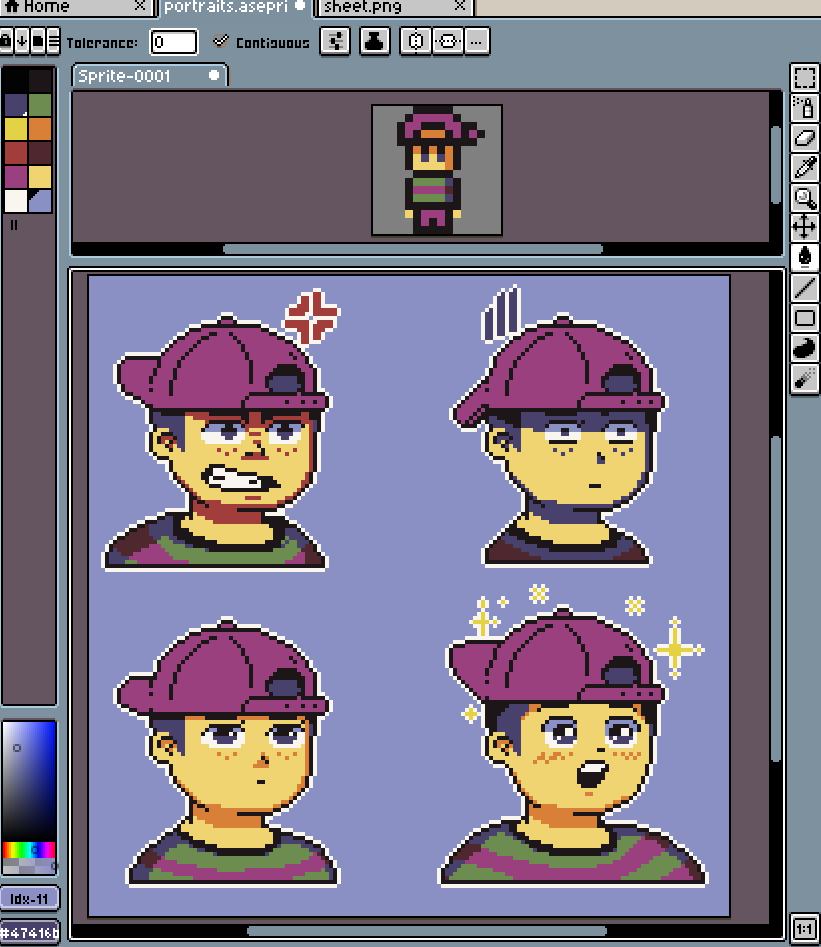 Home
portraits.asepri
sheet.png
Tolerance: 0
Contiguous
...
Sprite-0001
Idx-11
#47416b
1:1